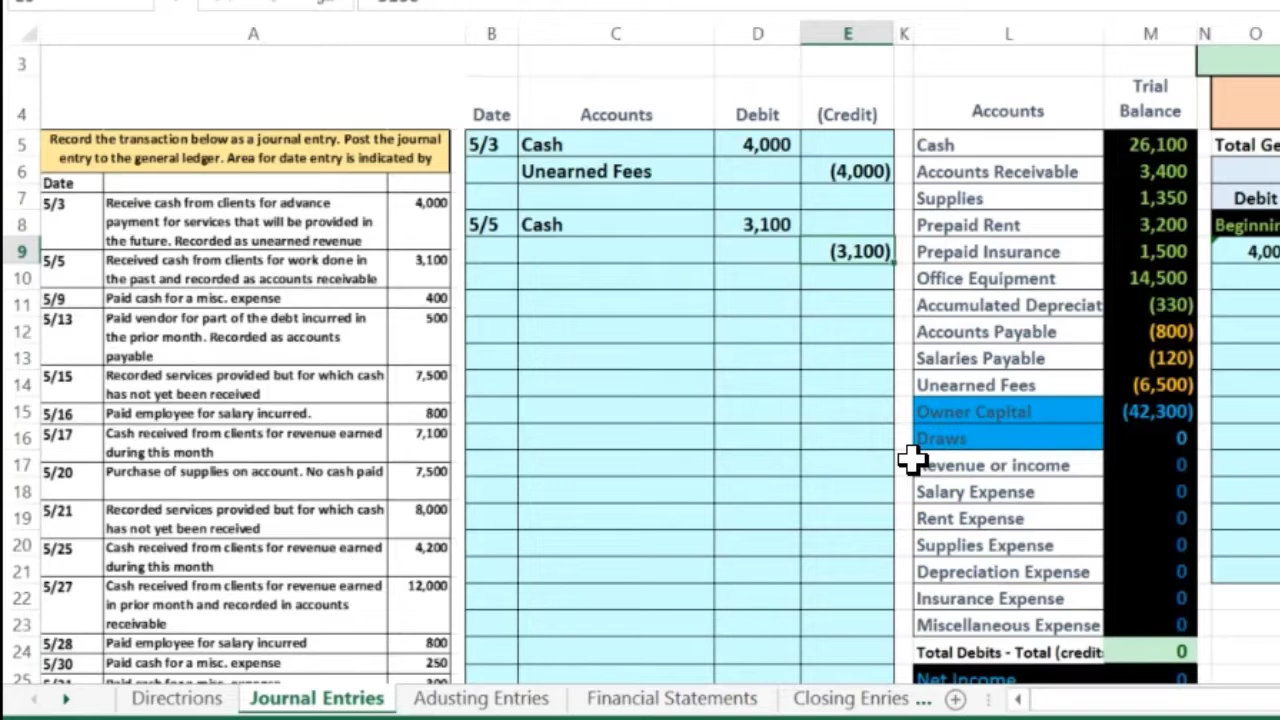 A B C D E K L M N O
3
4 Date Accounts Debit (Credit) Accounts Trial
Balance
Record the transaction below as a journal entry. Post the journal
entry to the general ledger. Area for date entry is indicated by
Date
5/3 Receive cash from clients for advance 4,000
payment for services that will be provided in
the future. Recorded as unearned revenue
5/5 Received cash from clients for work done in 3,100
the past and recorded as accounts receivable
5/9 Paid cash for a misc. expense 400
5/13 Paid vendor for part of the debt incurred in 500
the prior month. Recorded as accounts
payable
5/15 Recorded services provided but for which cash 7,500
has not yet been received
5/16 Paid employee for salary incurred. 800
5/17 Cash received from clients for revenue earned 7,100
during this month
5/20 Purchase of supplies on account. No cash paid 7,500
5/21 Recorded services provided but for which cash 8,000
has not yet been received
5/25 Cash received from clients for revenue earned 4,200
during this month
5/27 Cash received from clients for revenue earned 12,000
in prior month and recorded in accounts
receivable
5/28 Paid employee for salary incurred 800
5/30 Paid cash for a misc. expense 250
5 5/3 Cash 4,000 Cash 26,100 Total Ge
6 Unearned Fees (4,000) Accounts Receivable 3,400
7 Supplies 1,350 Debit
8 5/5 Cash 3,100 Prepaid Rent 3,200 Beginnin
9 (3,100) Prepaid Insurance 1,500 4,00
10 Office Equipment 14,500
11 Accumulated Depreciat (330)
12 Accounts Payable (800)
13 Salaries Payable (120)
14 Unearned Fees (6,500)
15 Owner Capital (42,300)
16 Draws 0
17 evenue or income 0
18 Salary Expense 0
19 Rent Expense 0
20 Supplies Expense 0
21 Depreciation Expense 0
22 Insurance Expense 0
23 Miscellaneous Expense 0
24 Total Debits - Total (credit 0
25 Net Income 0
Directions Journal Entries Adusting Entries Financial Statements Closing Enries ...